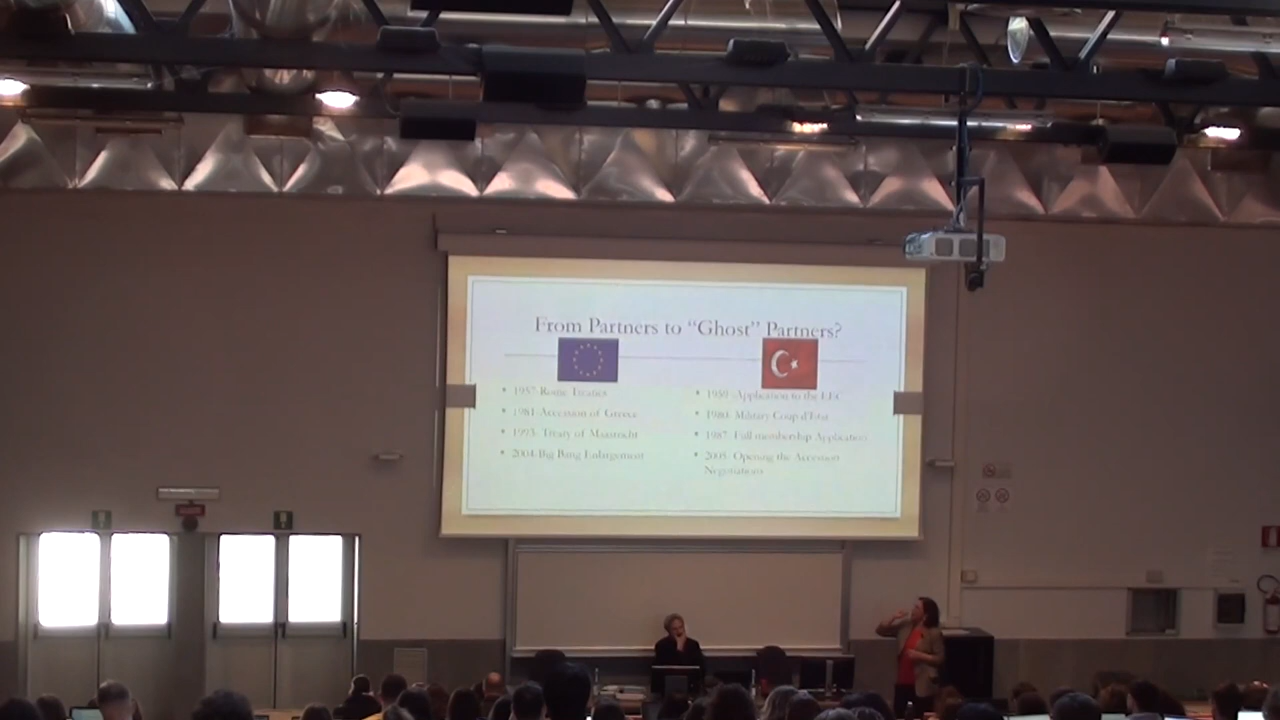 From Partners to “Ghost” Partners?
• 1957-Rome Treaties
• 1981-Accession of Greece
• 1993- Treaty of Maastricht
• 2004-Big Bang Enlargement
• 1959 -Application to the EEC
• 1980- Military Coup d'Etat
• 1987- Full membership Application
• 2005- Opening the Accession
Negotiations